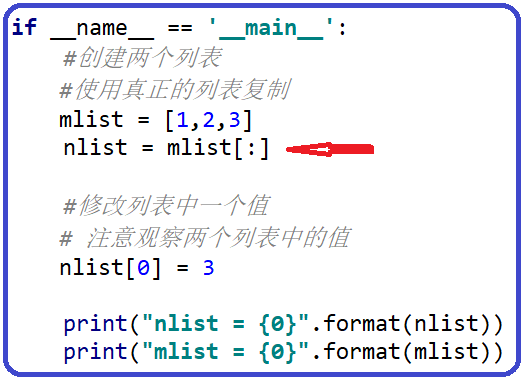 if __name__ == '__main__':
    #创建两个列表
    #使用真正的列表复制
    mlist = [1,2,3]
    nlist = mlist[:]

    #修改列表中一个值
    # 注意观察两个列表中的值
    nlist[0] = 3

    print("nlist = {0}".format(nlist))
    print("mlist = {0}".format(mlist))